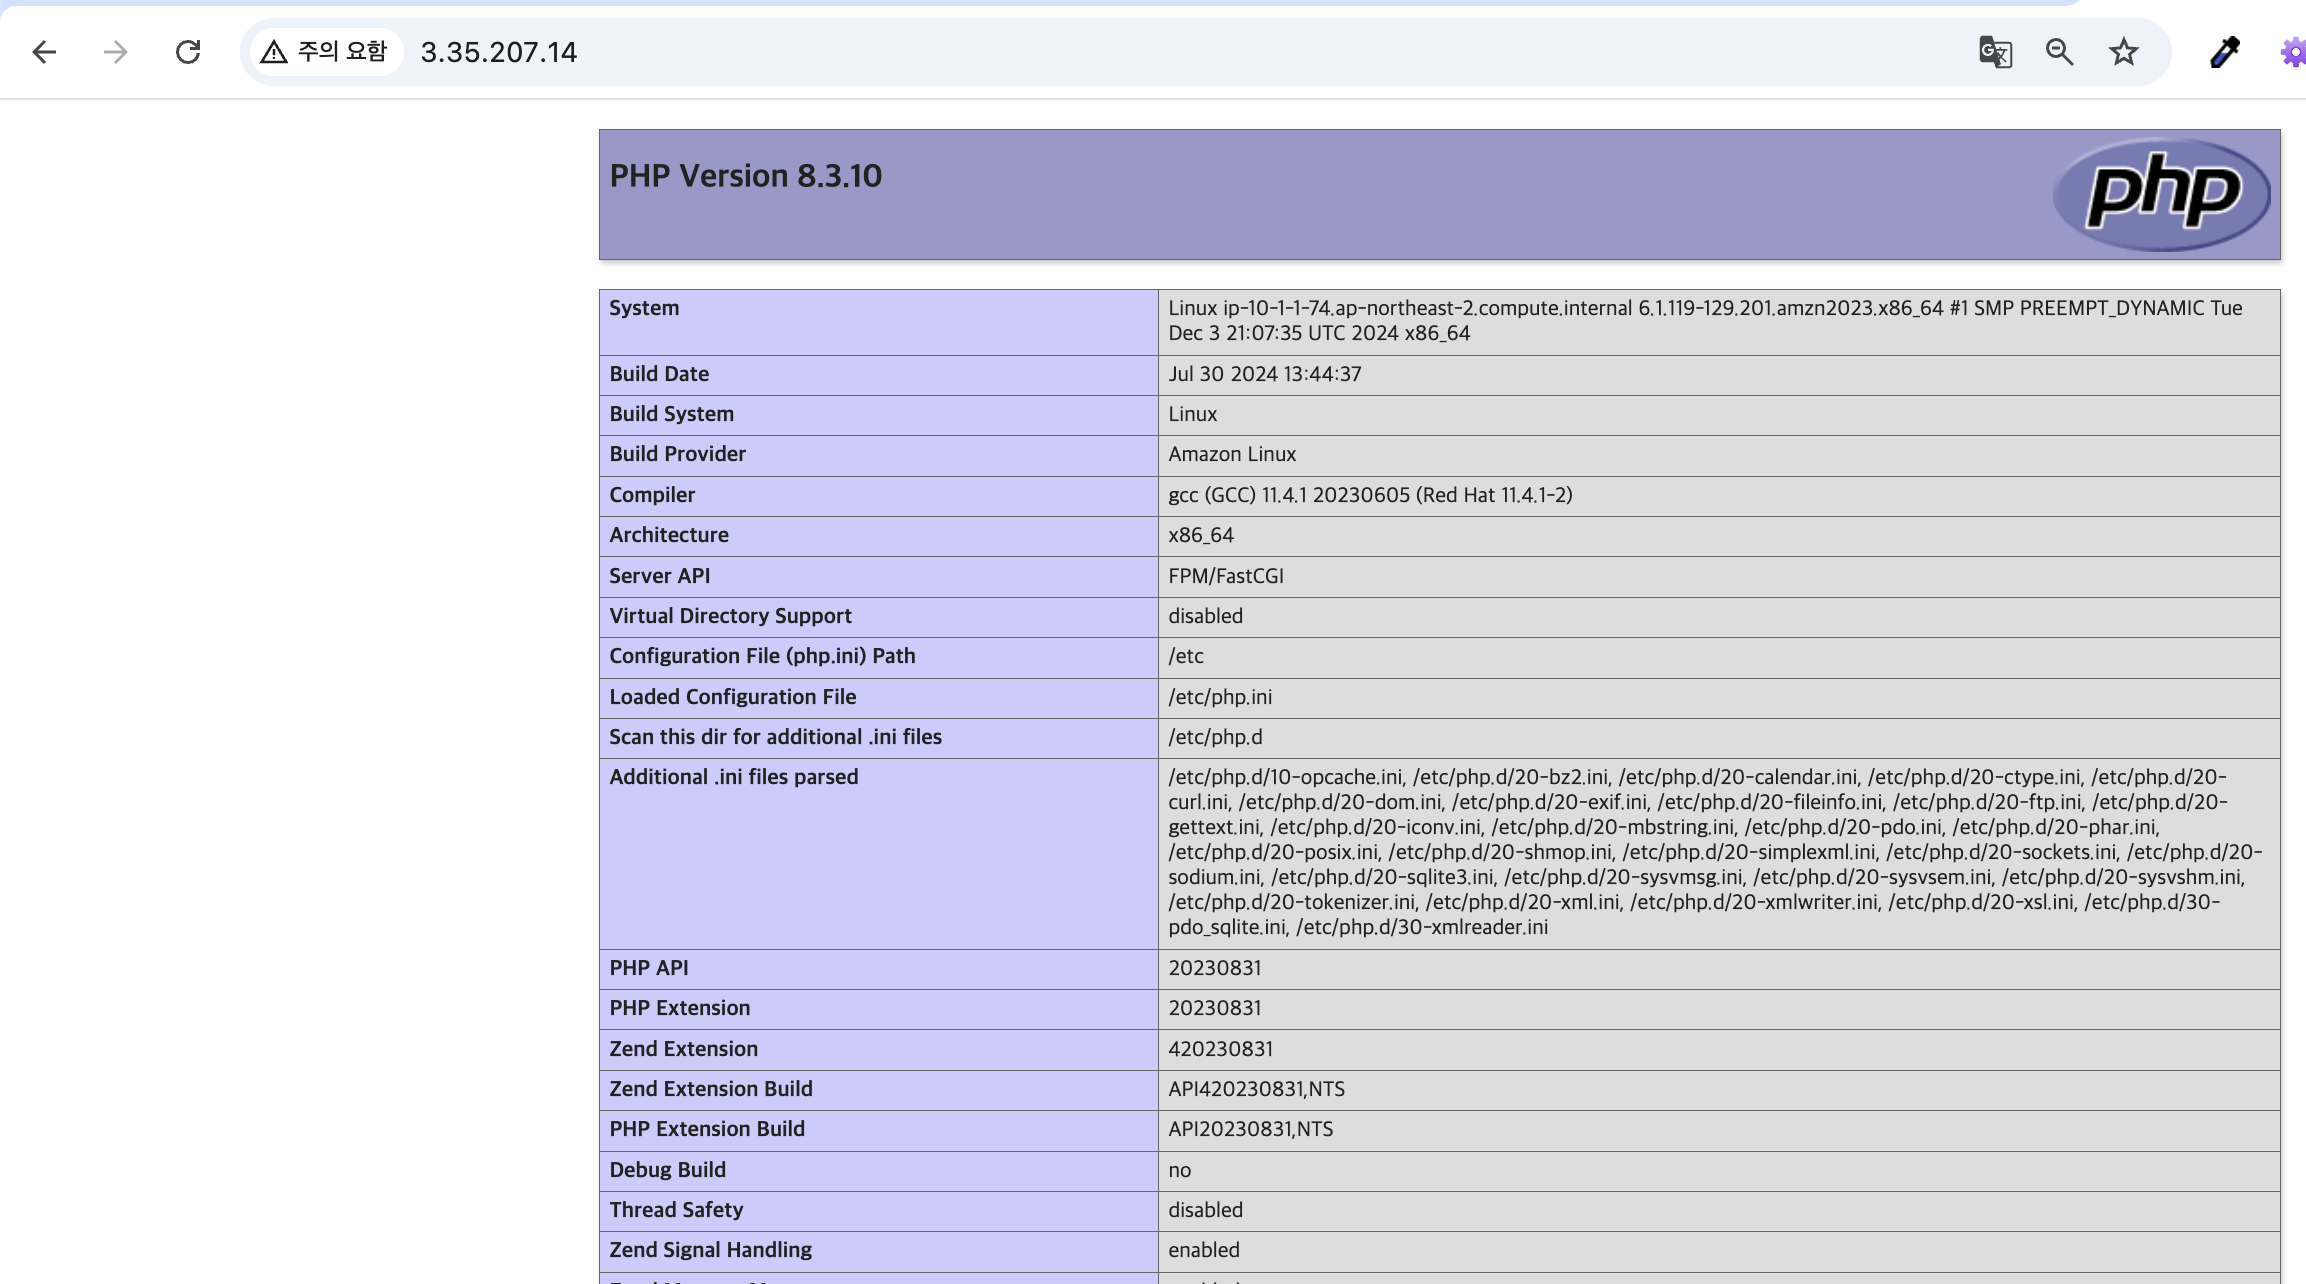 주의 요함 3.35.207.14
PHP Version 8.3.10
php
System Linux ip-10-1-1-74.ap-northeast-2.compute.internal 6.1.119-129.201.amzn2023.x86_64 #1 SMP PREEMPT_DYNAMIC Tue
Dec 3 21:07:35 UTC 2024 x86_64
Build Date Jul 30 2024 13:44:37
Build System Linux
Build Provider Amazon Linux
Compiler gcc (GCC) 11.4.1 20230605 (Red Hat 11.4.1-2)
Architecture x86_64
Server API FPM/FastCGI
Virtual Directory Support disabled
Configuration File (php.ini) Path /etc
Loaded Configuration File /etc/php.ini
Scan this dir for additional .ini files /etc/php.d
Additional .ini files parsed /etc/php.d/10-opcache.ini, /etc/php.d/20-bz2.ini, /etc/php.d/20-calendar.ini, /etc/php.d/20-ctype.ini, /etc/php.d/20-
curl.ini, /etc/php.d/20-dom.ini, /etc/php.d/20-exif.ini, /etc/php.d/20-fileinfo.ini, /etc/php.d/20-ftp.ini, /etc/php.d/20-
gettext.ini, /etc/php.d/20-iconv.ini, /etc/php.d/20-mbstring.ini, /etc/php.d/20-pdo.ini, /etc/php.d/20-phar.ini,
/etc/php.d/20-posix.ini, /etc/php.d/20-shmop.ini, /etc/php.d/20-simplexml.ini, /etc/php.d/20-sockets.ini, /etc/php.d/20-
sodium.ini, /etc/php.d/20-sqlite3.ini, /etc/php.d/20-sysvmsg.ini, /etc/php.d/20-sysvsem.ini, /etc/php.d/20-sysvshm.ini,
/etc/php.d/20-tokenizer.ini, /etc/php.d/20-xml.ini, /etc/php.d/20-xmlwriter.ini, /etc/php.d/20-xsl.ini, /etc/php.d/30-
pdo_sqlite.ini, /etc/php.d/30-xmlreader.ini
PHP API 20230831
PHP Extension 20230831
Zend Extension 420230831
Zend Extension Build API420230831,NTS
PHP Extension Build API20230831,NTS
Debug Build no
Thread Safety disabled
Zend Signal Handling enabled